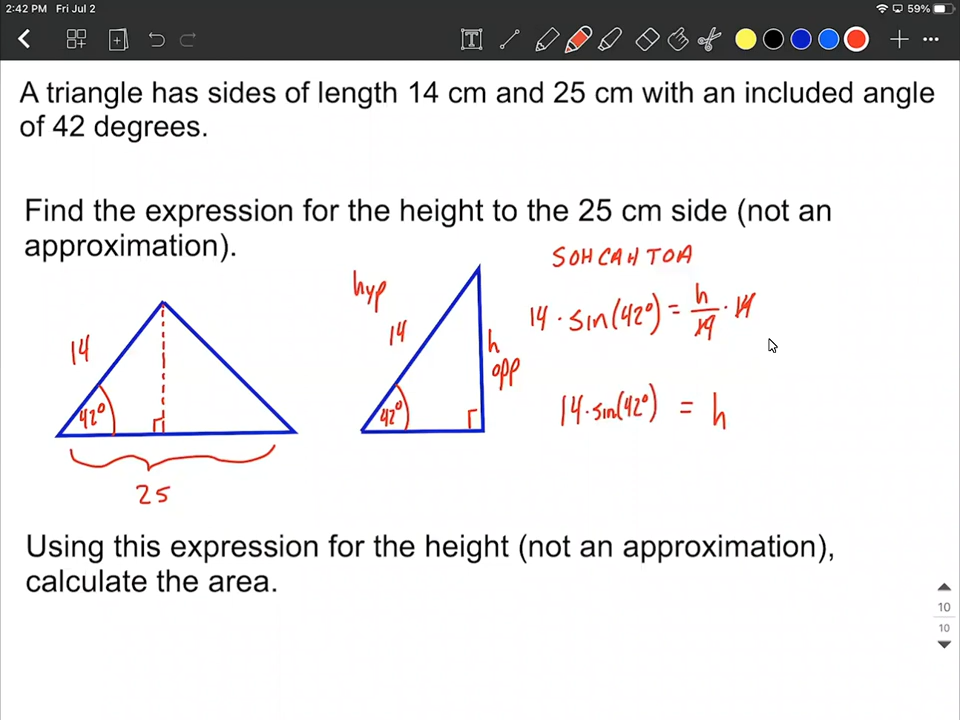 2:42 PM Fri Jul 2
59%
A triangle has sides of length 14 cm and 25 cm with an included angle
of 42 degrees.
Find the expression for the height to the 25 cm side (not an
approximation).
SOHCAHTOA
hyp
14 · sin(42°) = h/14 · 14
14
14
h
opp
42°
42°
14·sin(42°) = h
25
Using this expression for the height (not an approximation),
calculate the area.
10
10